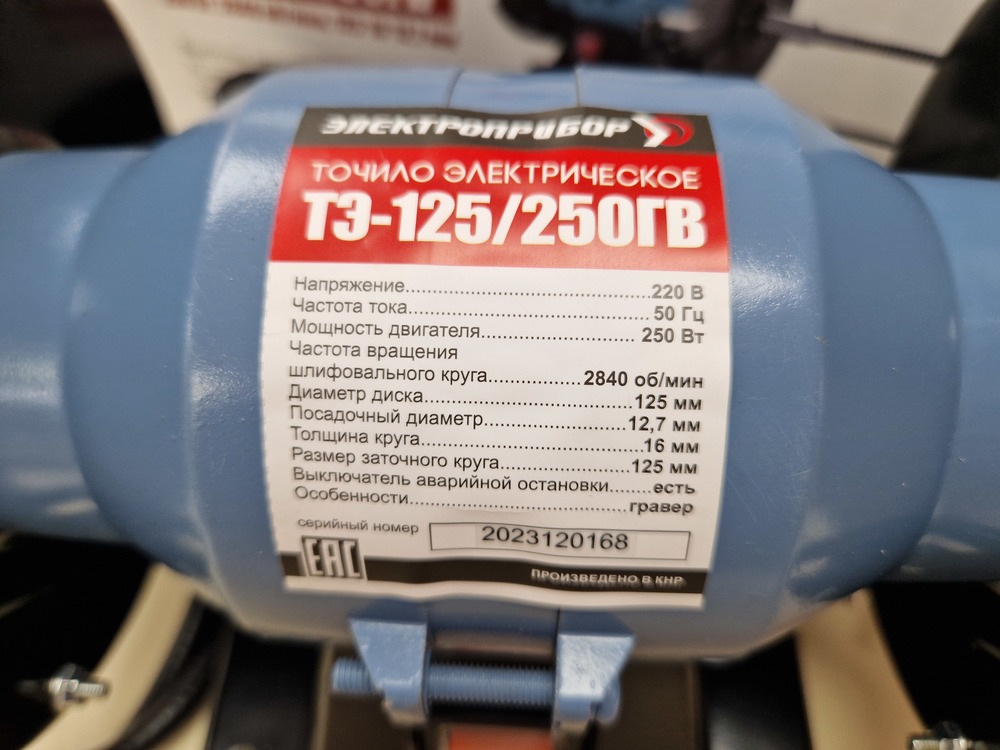 ЭЛЕКТРОПРИБОР
ТОЧИЛО ЭЛЕКТРИЧЕСКОЕ
ТЭ-125/250ГВ
Напряжение..............................................220 В
Частота тока.............................................50 Гц
Мощность двигателя............................ 250 Вт
Частота вращения
шлифовального круга.................2840 об/мин
Диаметр диска.......................................125 мм
Посадочный диаметр...........................12,7 мм
Толщина круга.........................................16 мм
Размер заточного круга........................125 мм
Выключатель аварийной остановки........есть
Особенности........................................гравер
серийный номер 2023120168
ЕАС ПРОИЗВЕДЕНО В КНР